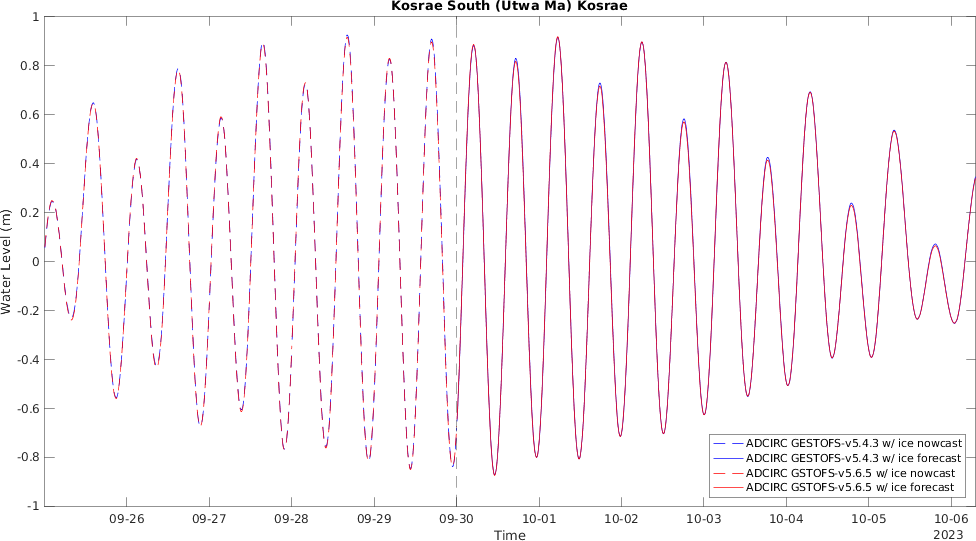 Kosrae South (Utwa Ma) Kosrae
1
0.8
0.6
0.4
0.2
0
-0.2
-0.4
-0.6
-0.8
-1
Water Level (m)
ADCIRC GESTOFS-v5.4.3 w/ ice nowcast
ADCIRC GESTOFS-v5.4.3 w/ ice forecast
ADCIRC GSTOFS-v5.6.5 w/ ice nowcast
ADCIRC GSTOFS-v5.6.5 w/ ice forecast
09-26 09-27 09-28 09-29 09-30 10-01 10-02 10-03 10-04 10-05 10-06
Time
2023